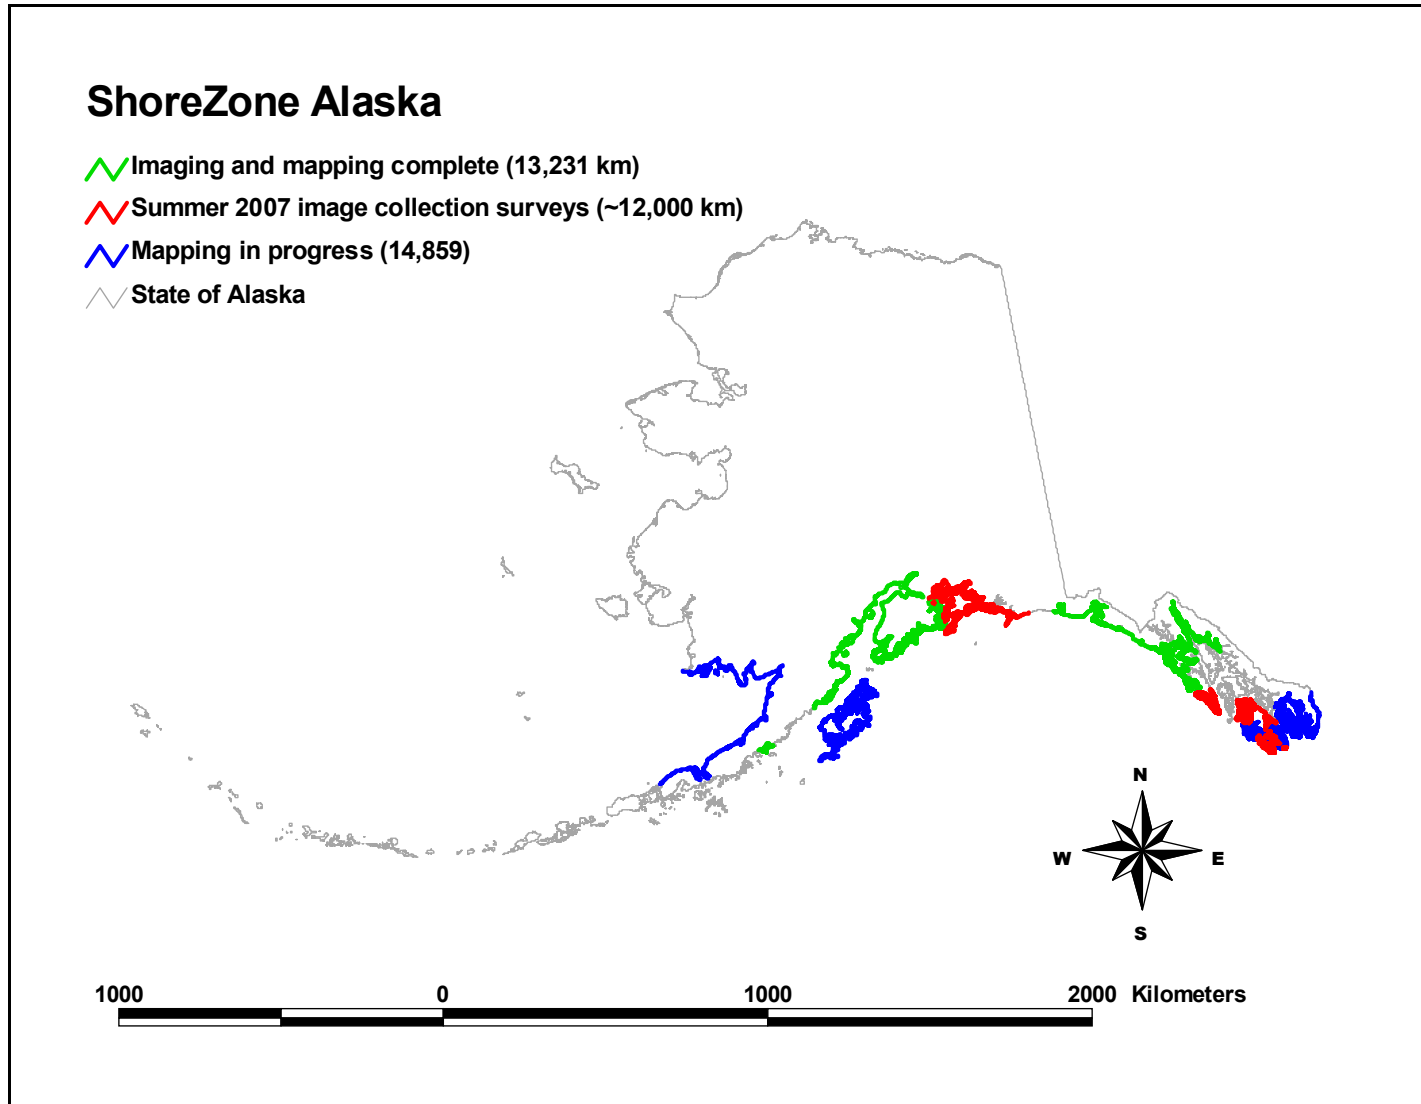 ShoreZone Alaska
Imaging and mapping complete (13,231 km)
Summer 2007 image collection surveys (~12,000 km)
Mapping in progress (14,859)
State of Alaska
N
W E
S
1000 0 1000 2000 Kilometers